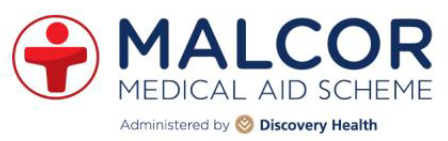 MALCOR
MEDICAL AID SCHEME
Administered by Discovery Health